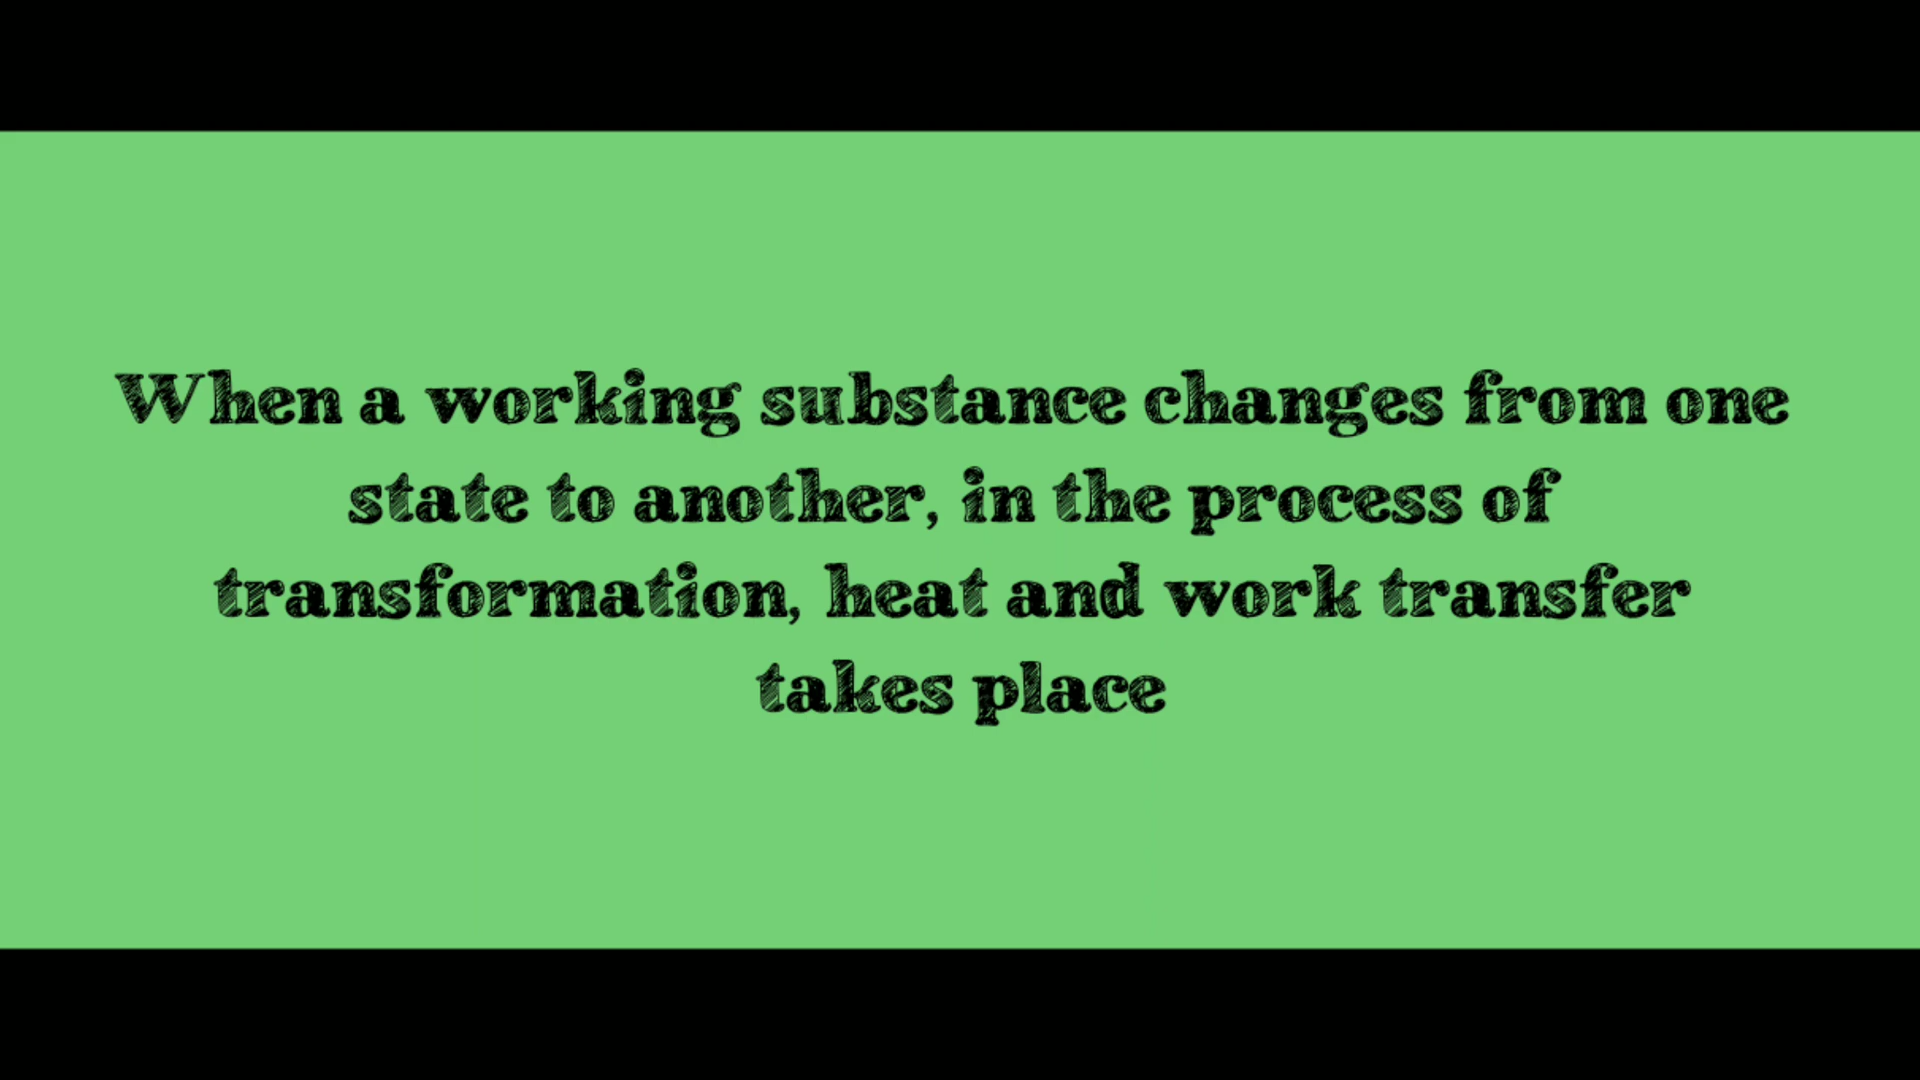 When a working substance changes from one
state to another, in the process of
transformation, heat and work transfer
takes place